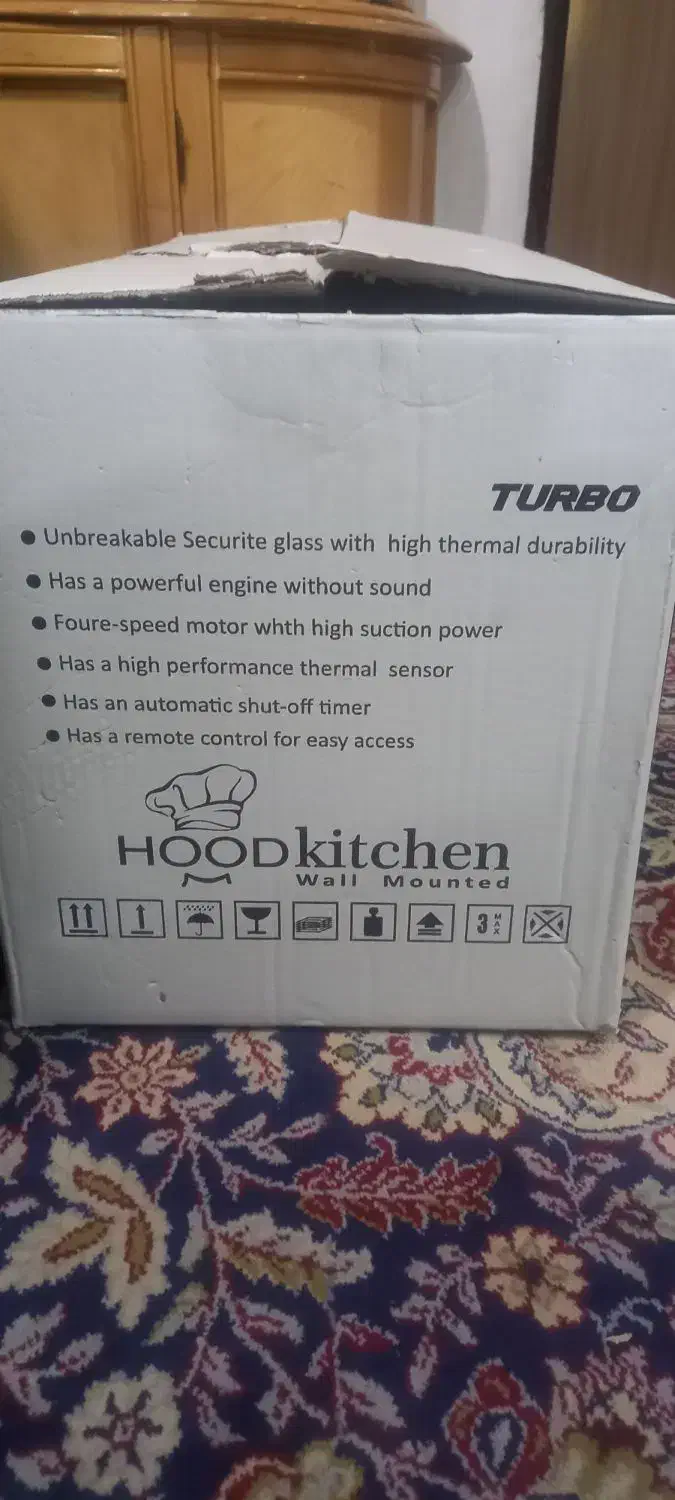 TURBO
● Unbreakable Securite glass with high thermal durability
● Has a powerful engine without sound
● Foure-speed motor whth high suction power
● Has a high performance thermal sensor
● Has an automatic shut-off timer
● Has a remote control for easy access
HOODkitchen
Wall Mounted
3 MAX